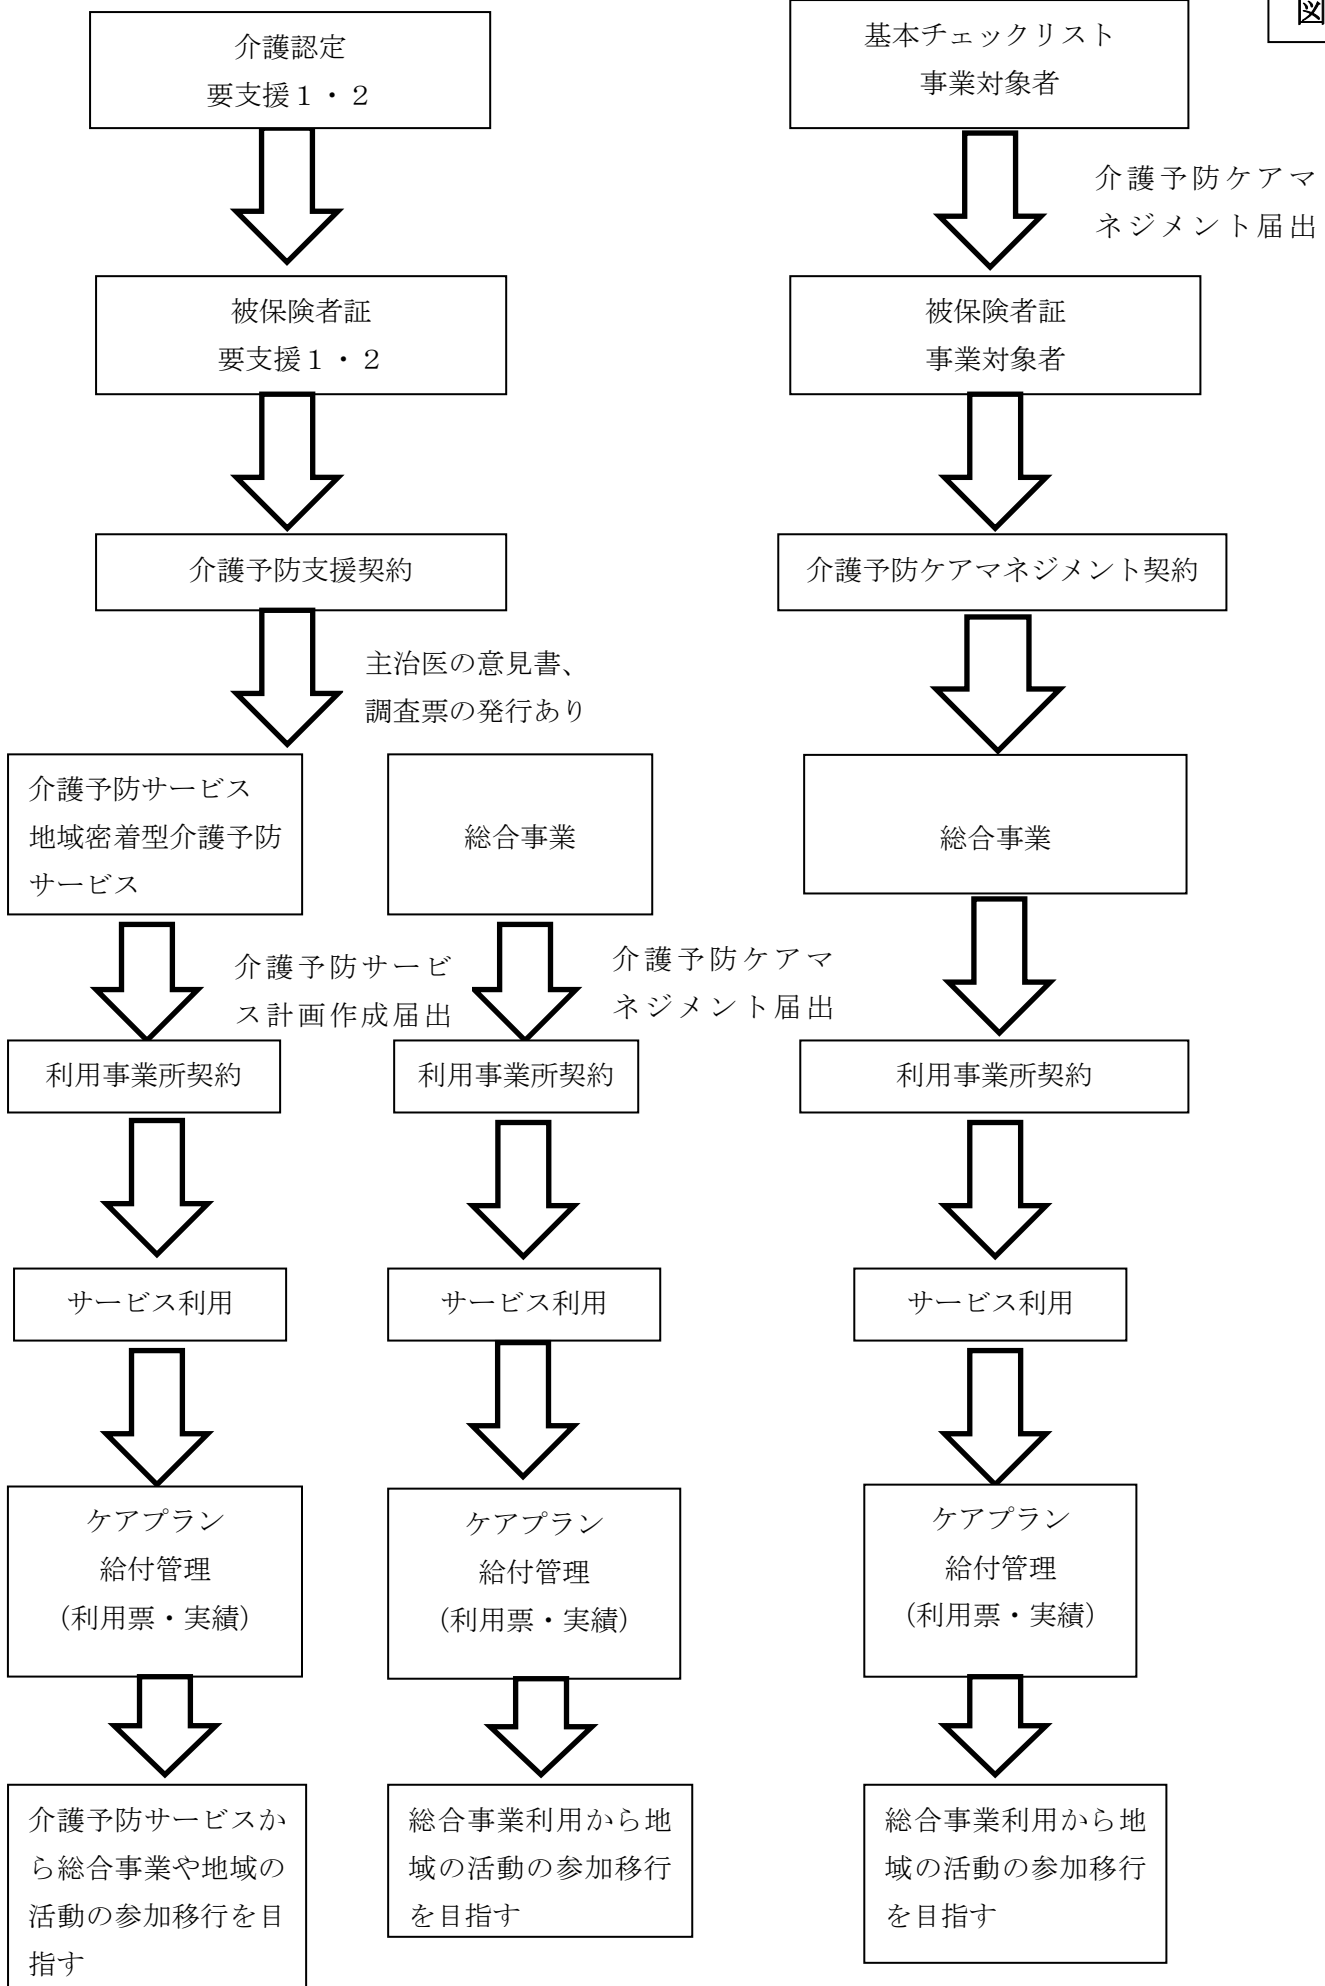 図
介護認定
要支援１・２
基本チェックリスト
事業対象者
介護予防ケアマ
ネジメント届出
被保険者証
要支援１・２
被保険者証
事業対象者
介護予防支援契約
介護予防ケアマネジメント契約
主治医の意見書、
調査票の発行あり
介護予防サービス
地域密着型介護予防
サービス
総合事業
総合事業
介護予防サービ
ス計画作成届出
介護予防ケアマ
ネジメント届出
利用事業所契約
利用事業所契約
利用事業所契約
サービス利用
サービス利用
サービス利用
ケアプラン
給付管理
（利用票・実績）
ケアプラン
給付管理
（利用票・実績）
ケアプラン
給付管理
（利用票・実績）
介護予防サービスか
ら総合事業や地域の
活動の参加移行を目
指す
総合事業利用から地
域の活動の参加移行
を目指す
総合事業利用から地
域の活動の参加移行
を目指す